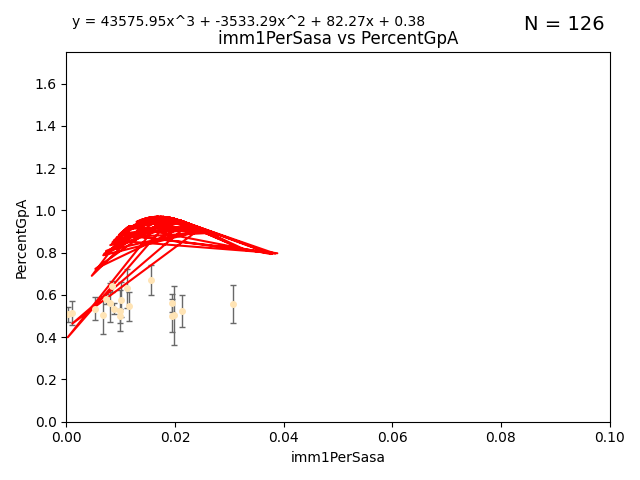 y = 43575.95x^3 + -3533.29x^2 + 82.27x + 0.38
N = 126
imm1PerSasa vs PercentGpA
PercentGpA
1.6
1.4
1.2
1.0
0.8
0.6
0.4
0.2
0.0
0.00 0.02 0.04 0.06 0.08 0.10
imm1PerSasa